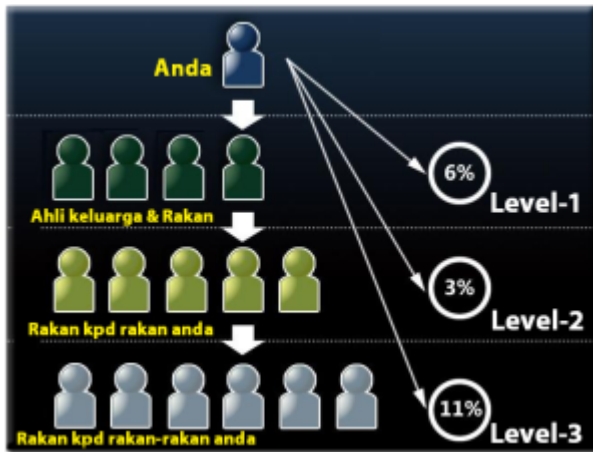 Anda
6%
Level-1
Ahli keluarga & Rakan
3%
Level-2
Rakan kpd rakan anda
11%
Level-3
Rakan kpd rakan-rakan anda